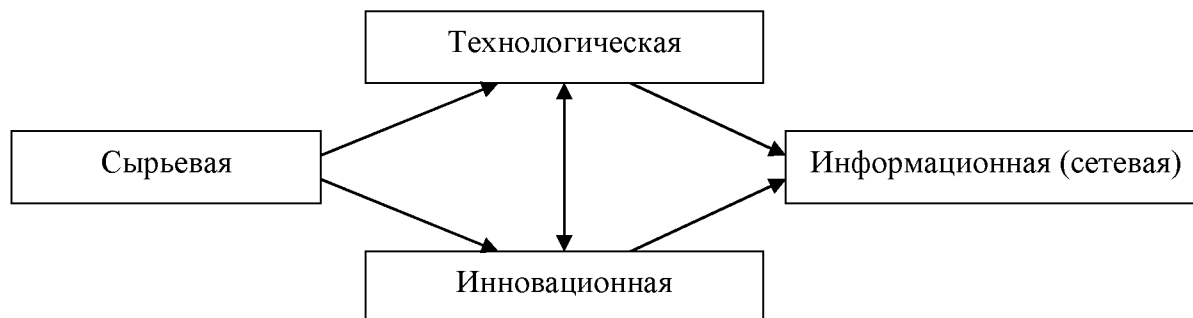 Технологическая
Сырьевая
Информационная (сетевая)
Инновационная